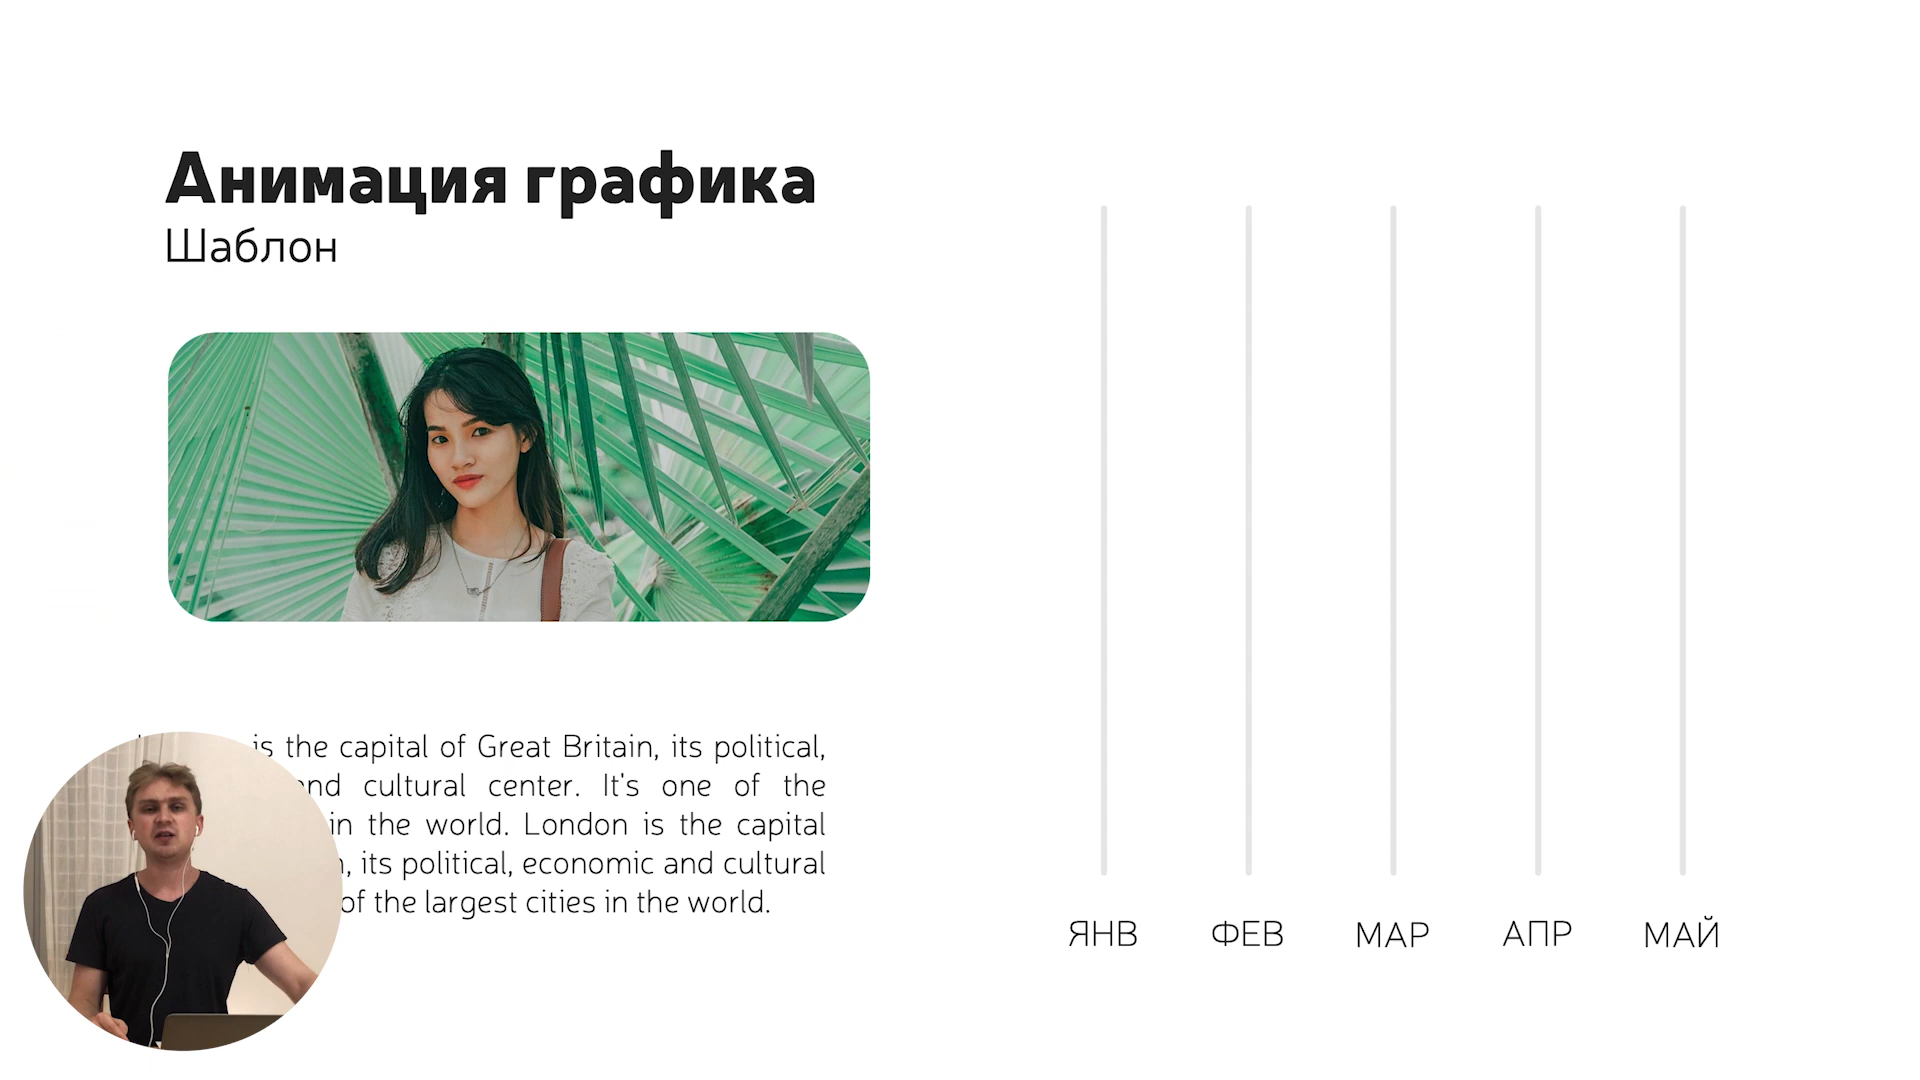 Анимация графика
Шаблон
is the capital of Great Britain, its political,
and cultural center. It's one of the
in the world. London is the capital
its political, economic and cultural
of the largest cities in the world.
ЯНВ ФЕВ МАР АПР МАЙ